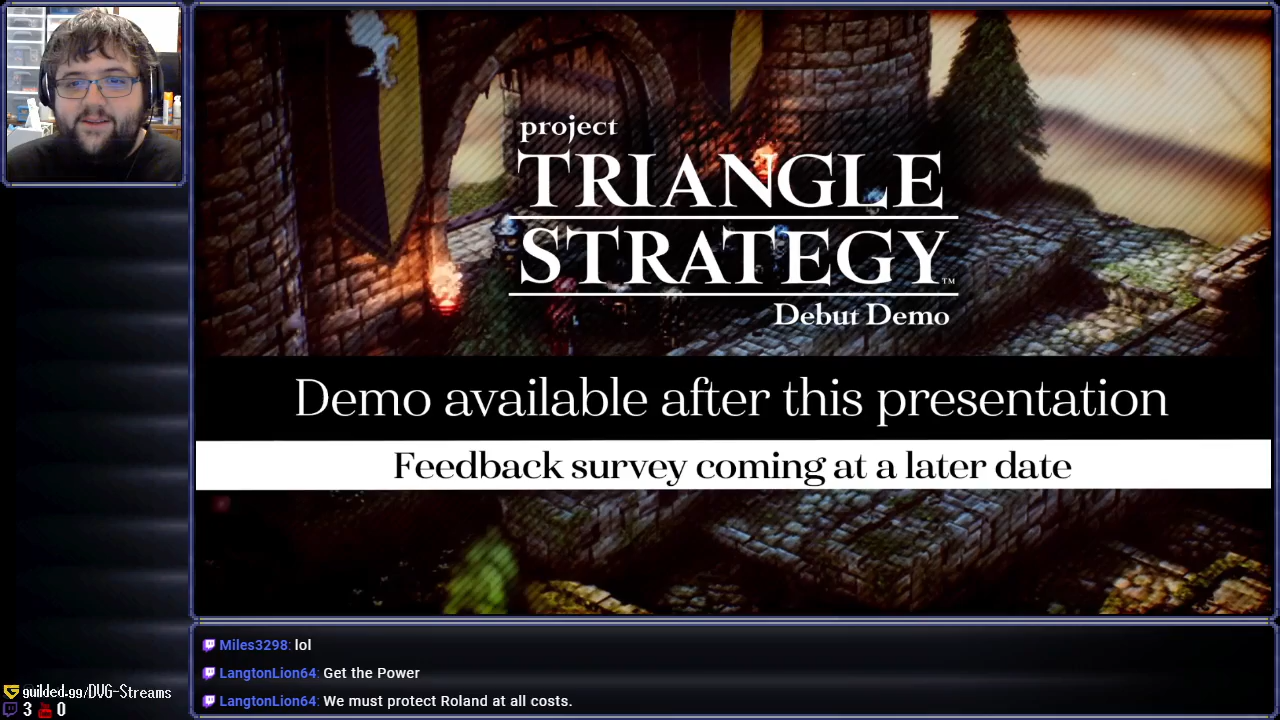 project
TRIANGLE
STRATEGY™
Debut Demo
Demo available after this presentation
Feedback survey coming at a later date
Miles3298: lol
LangtonLion64: Get the Power
LangtonLion64: We must protect Roland at all costs.
guilded.gg/DVG-Streams
3 0